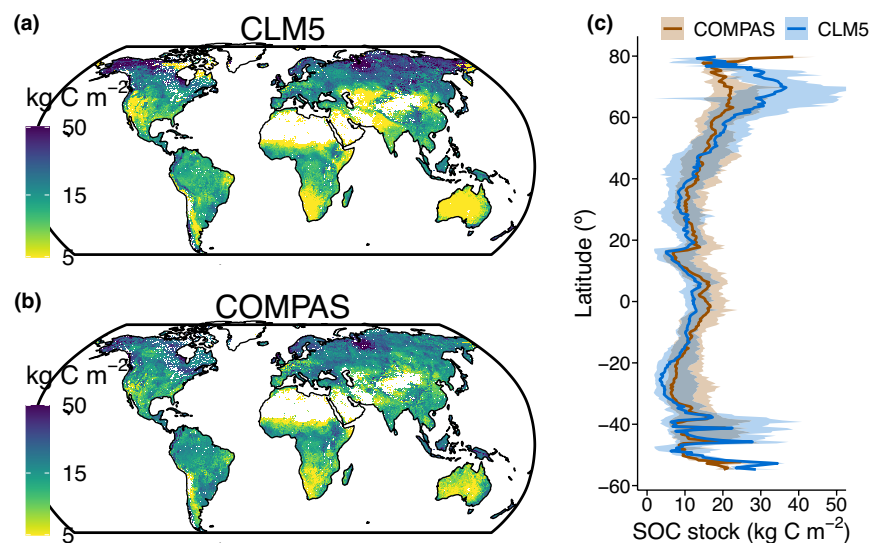 (a)
CLM5
kg C m−2
50
15
5
(b)
COMPAS
kg C m−2
50
15
5
(c)
COMPAS
CLM5
Latitude (º)
80
60
40
20
0
−20
−40
−60
0 10 20 30 40 50
SOC stock (kg C m−2)